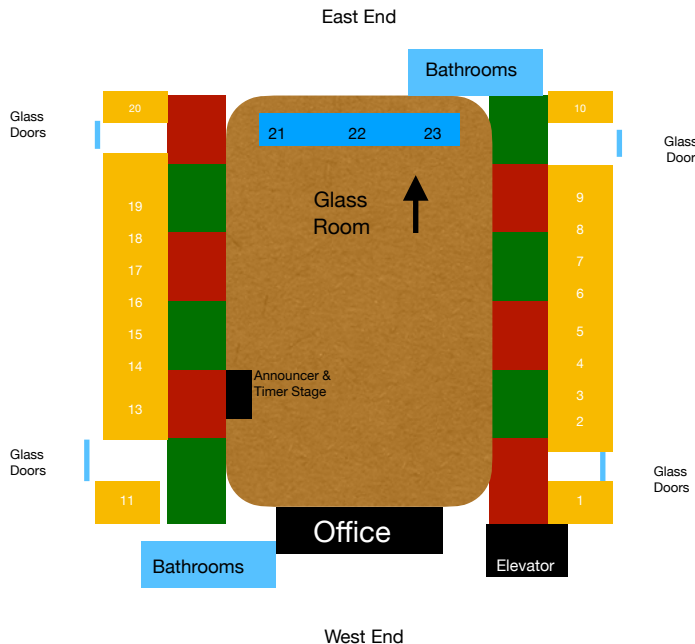 East End
Bathrooms
20
10
Glass
Doors
21
22
23
Glass
Door
Glass
Room
19
18
17
16
15
14
13
9
8
7
6
5
4
3
2
Announcer &
Timer Stage
Glass
Doors
Glass
Doors
11
1
Office
Bathrooms
Elevator
West End